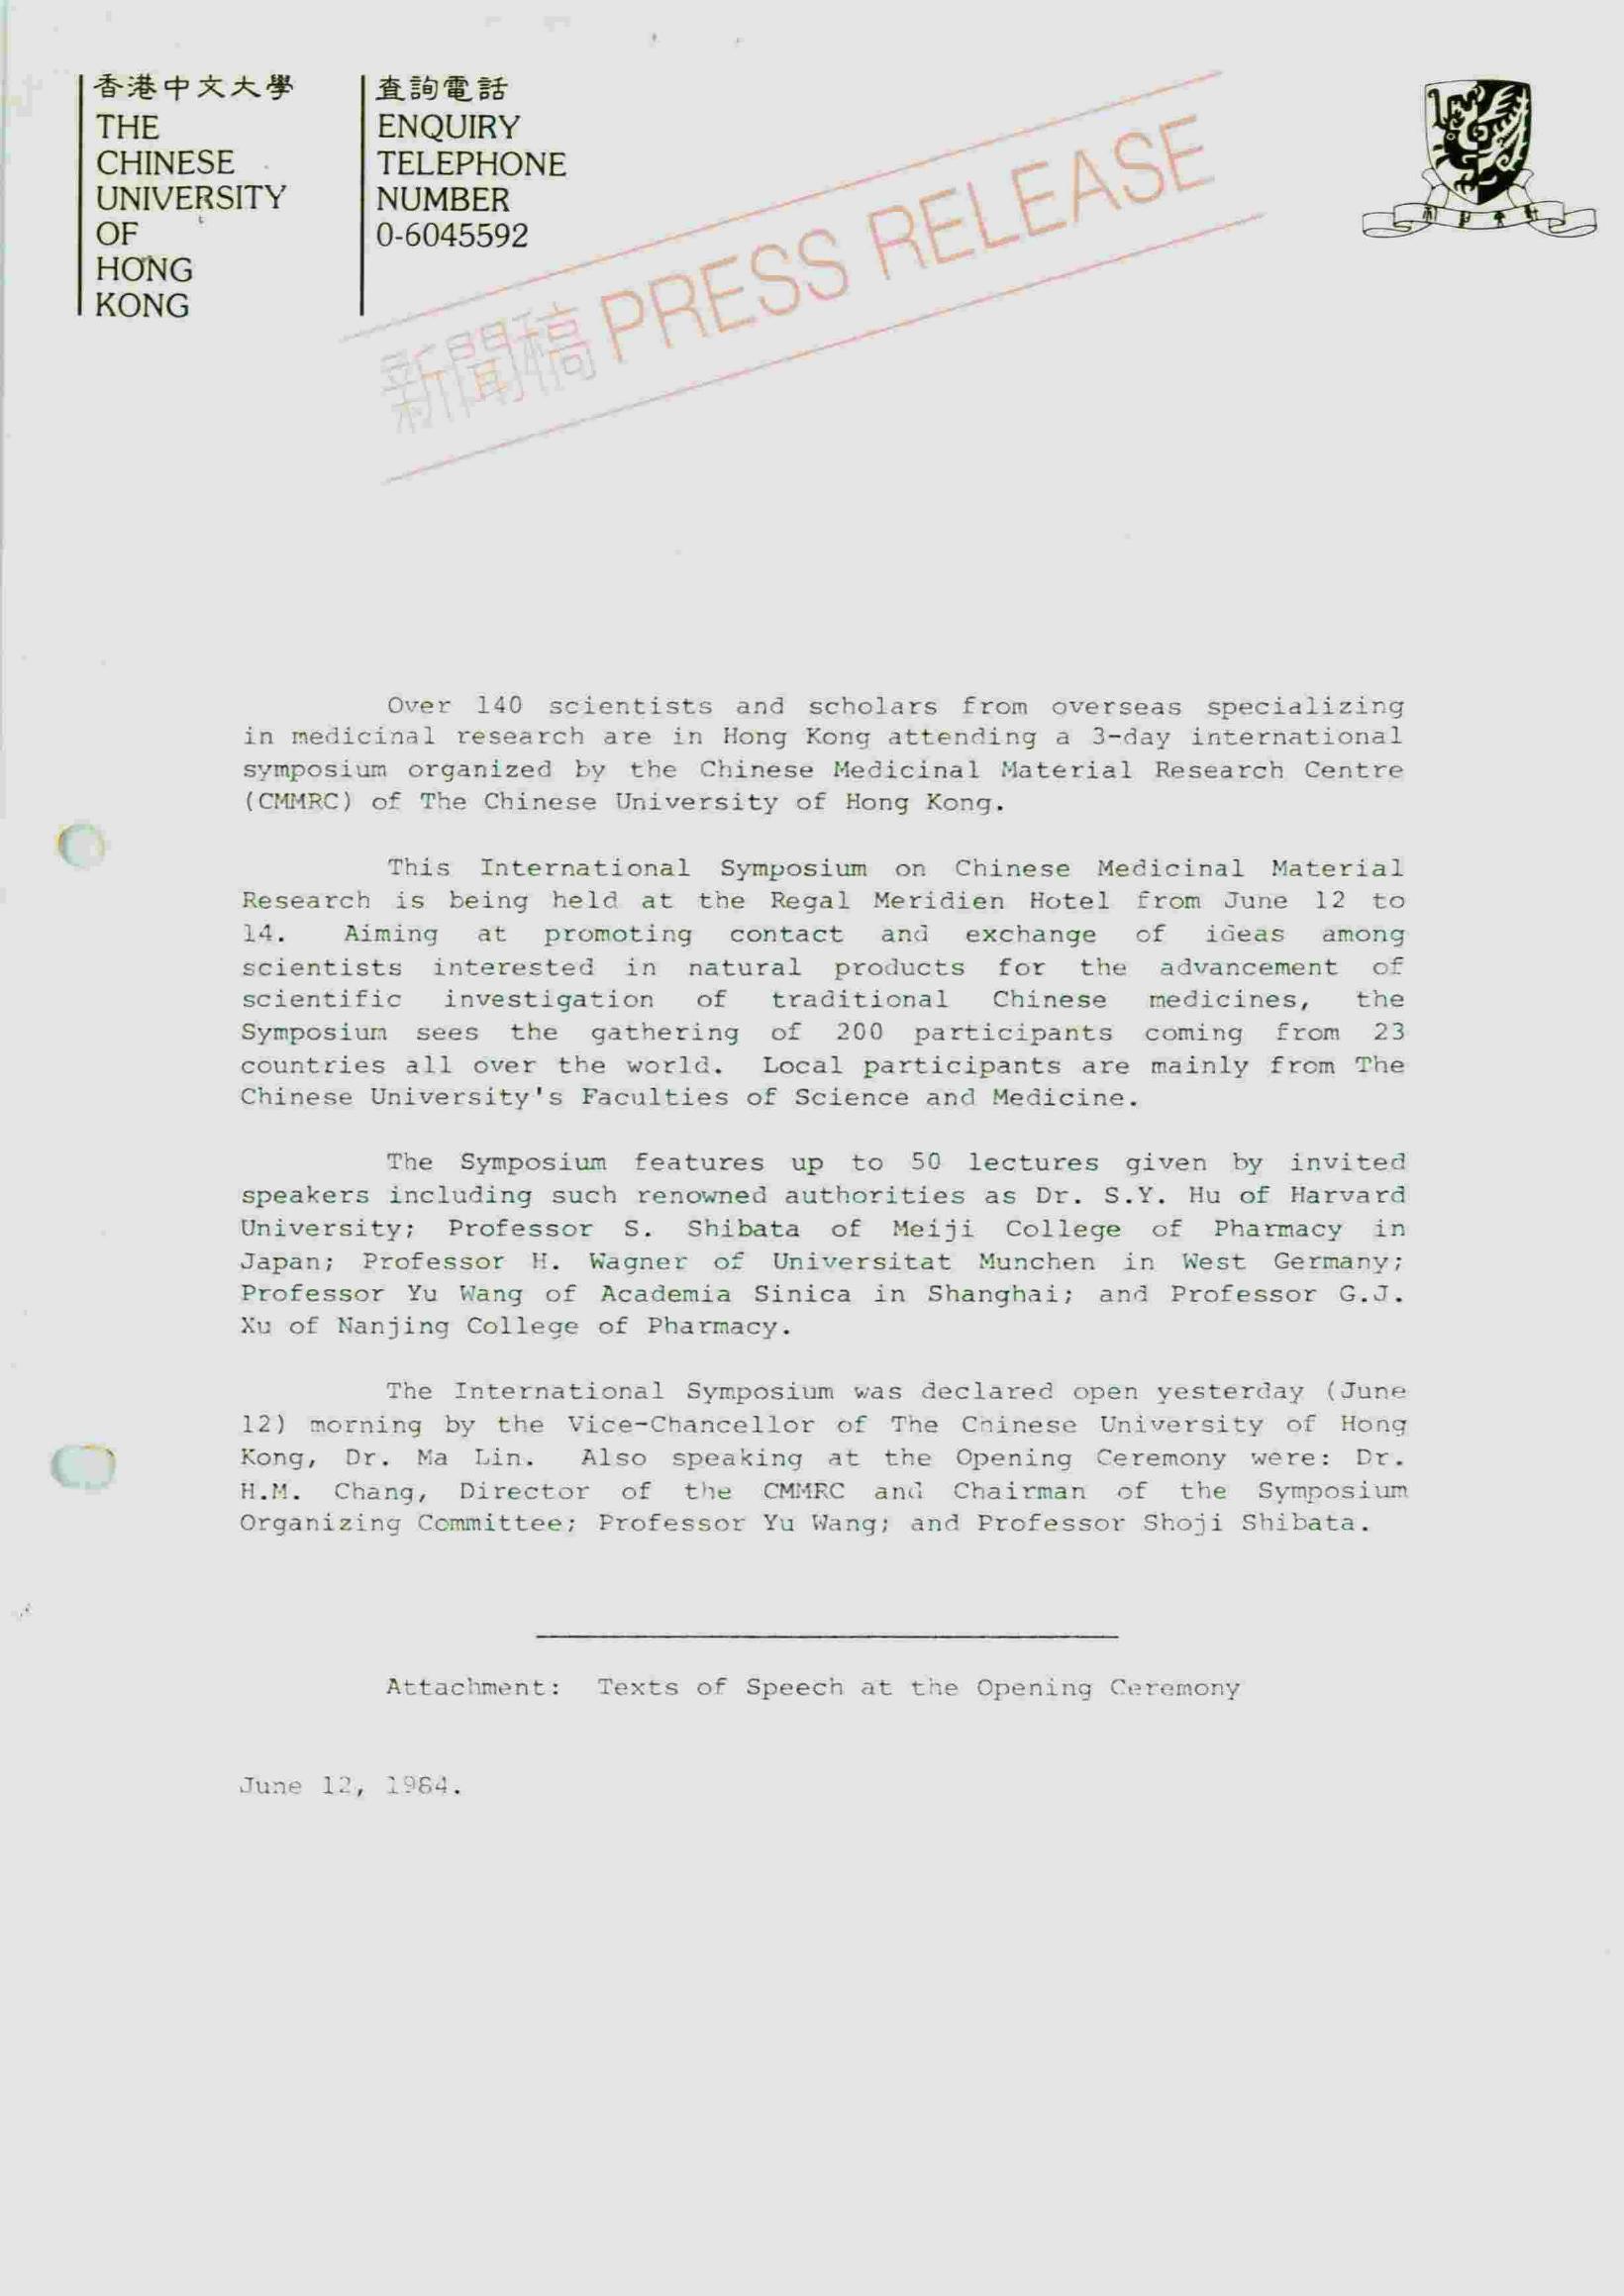 香港中文大學
THE
CHINESE
UNIVERSITY
OF
HONG
KONG
查詢電話
ENQUIRY
TELEPHONE
NUMBER
0-6045592
新聞稿 PRESS RELEASE
Over 140 scientists and scholars from overseas specializing
in medicinal research are in Hong Kong attending a 3-day international
symposium organized by the Chinese Medicinal Material Research Centre
(CMMRC) of The Chinese University of Hong Kong.
This International Symposium on Chinese Medicinal Material
Research is being held at the Regal Meridien Hotel from June 12 to
14. Aiming at promoting contact and exchange of ideas among
scientists interested in natural products for the advancement of
scientific investigation of traditional Chinese medicines, the
Symposium sees the gathering of 200 participants coming from 23
countries all over the world. Local participants are mainly from The
Chinese University's Faculties of Science and Medicine.
The Symposium features up to 50 lectures given by invited
speakers including such renowned authorities as Dr. S.Y. Hu of Harvard
University; Professor S. Shibata of Meiji College of Pharmacy in
Japan; Professor H. Wagner of Universitat Munchen in West Germany;
Professor Yu Wang of Academia Sinica in Shanghai; and Professor G.J.
Xu of Nanjing College of Pharmacy.
The International Symposium was declared open yesterday (June
12) morning by the Vice-Chancellor of The Chinese University of Hong
Kong, Dr. Ma Lin. Also speaking at the Opening Ceremony were: Dr.
H.M. Chang, Director of the CMMRC and Chairman of the Symposium
Organizing Committee; Professor Yu Wang; and Professor Shoji Shibata.
Attachment: Texts of Speech at the Opening Ceremony
June 12, 1984.